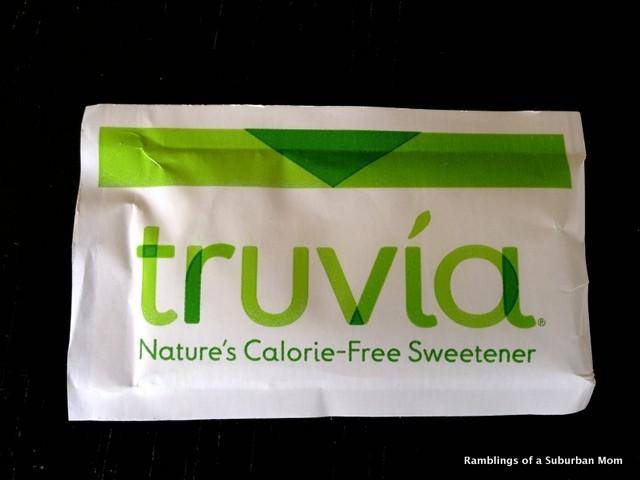 truvía®
Nature's Calorie-Free Sweetener
Ramblings of a Suburban Mom